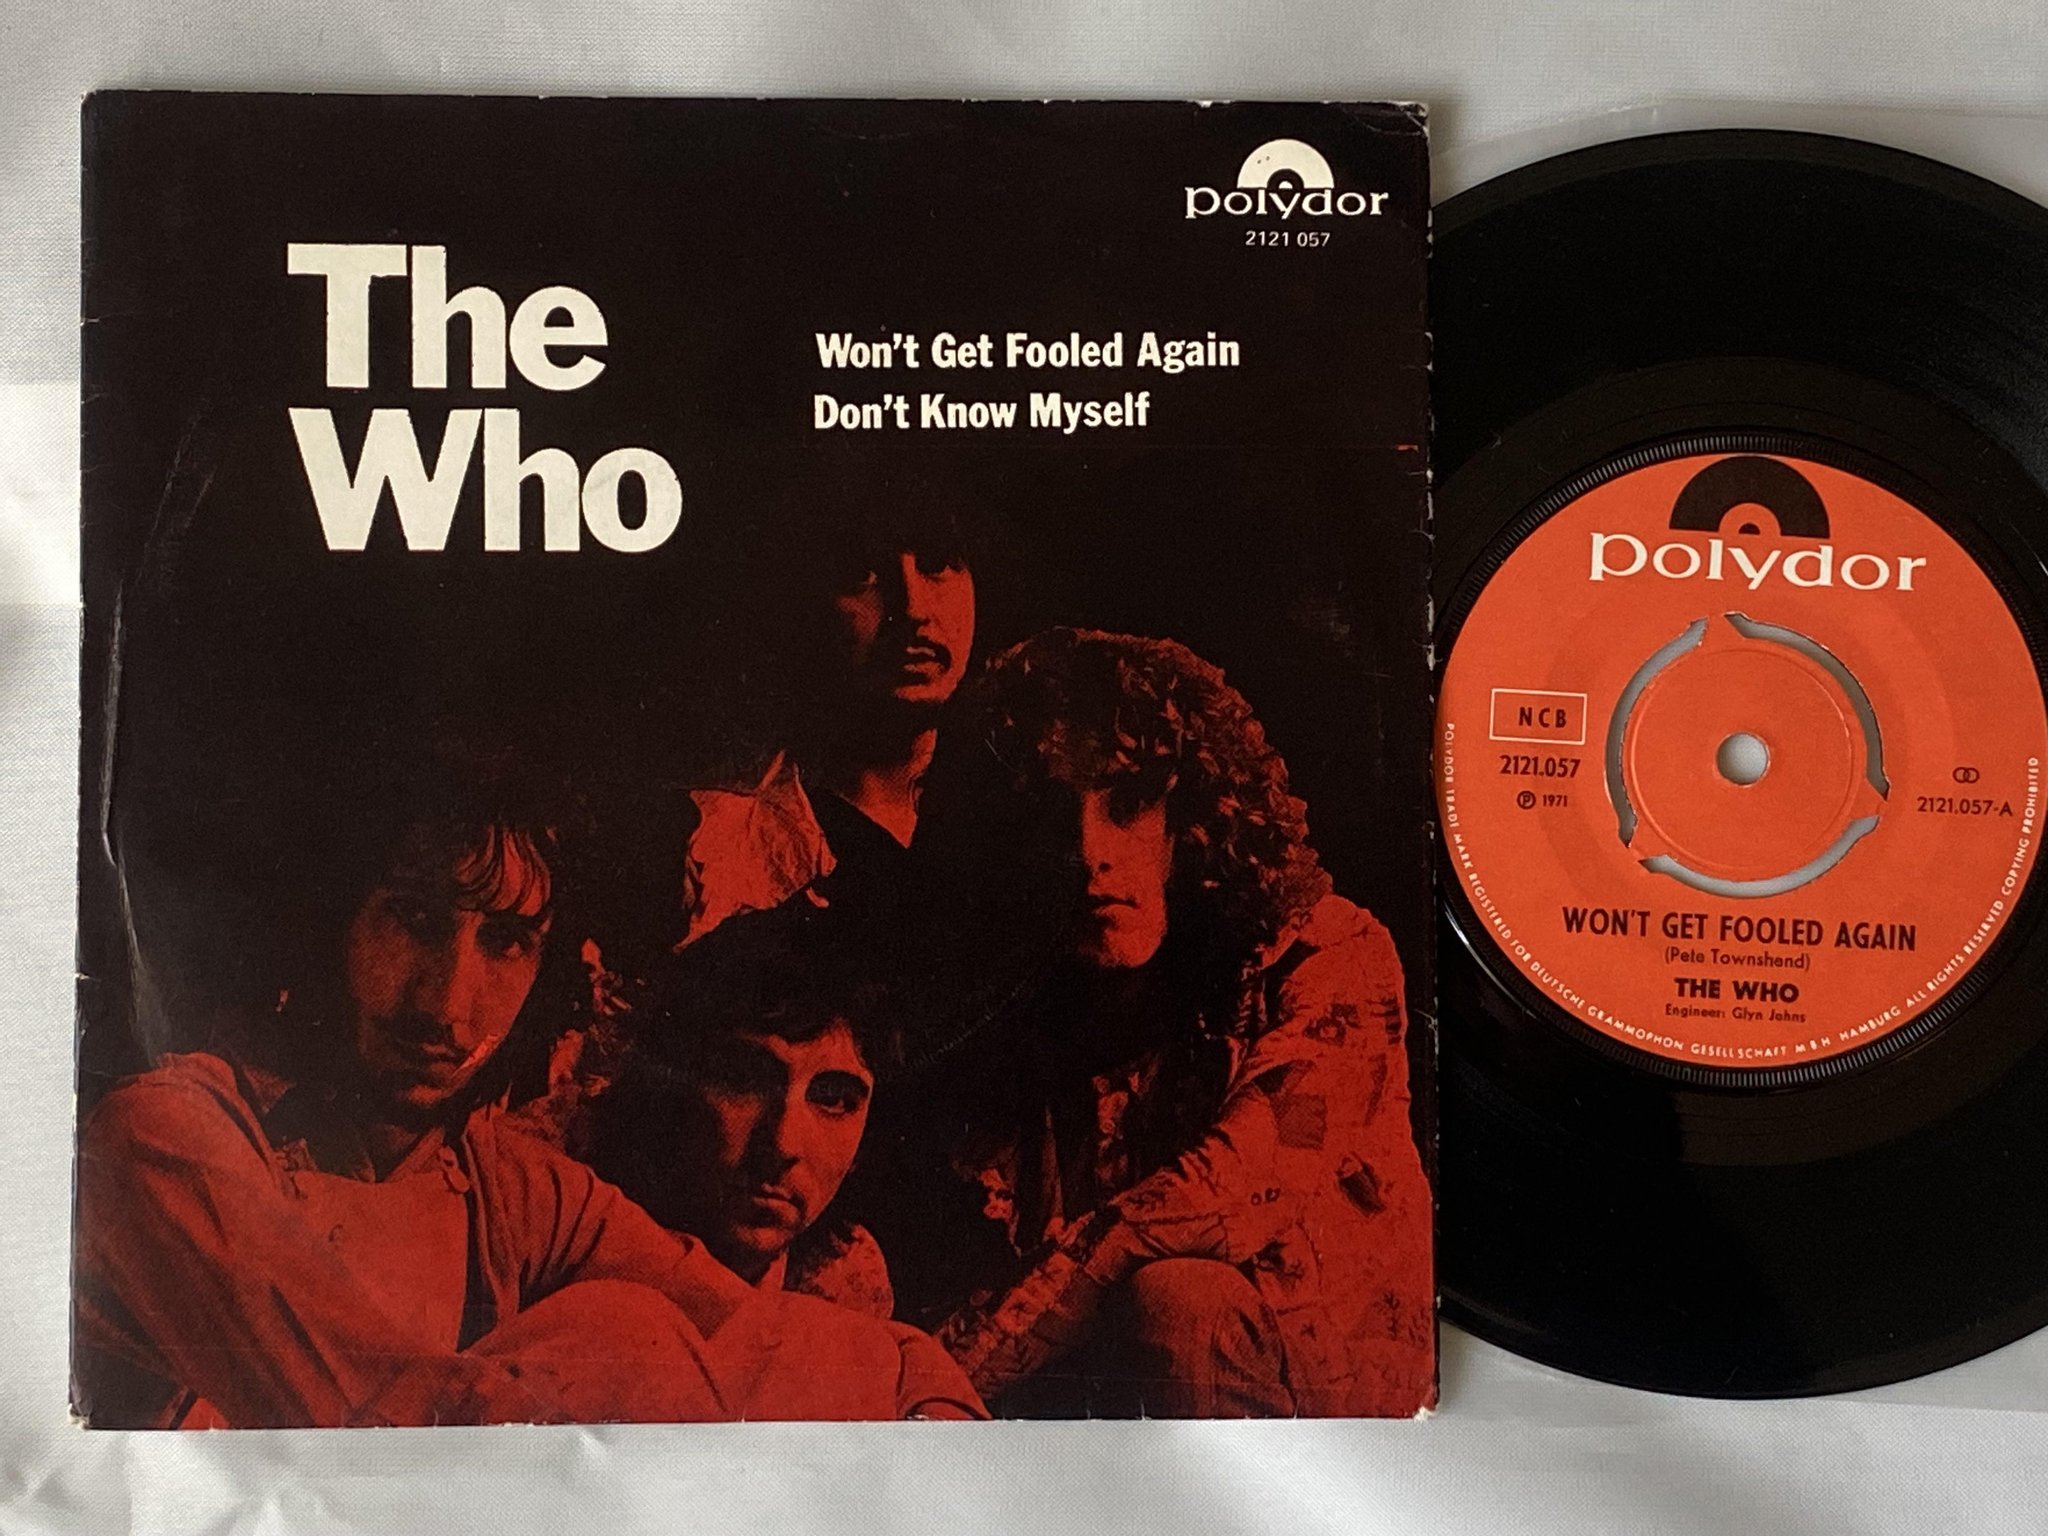 polydor
2121 057
The
Who
Won't Get Fooled Again
Don't Know Myself
polydor
NCB
2121.057
Ⓟ 1971
2121.057-A
WON'T GET FOOLED AGAIN
(Pete Townshend)
THE WHO
Engineer: Glyn Johns
POLYDOR TRADE MARK REGISTERED FOR DEUTSCHE GRAMMOPHON GESELLSCHAFT MBH HAMBURG ALL RIGHTS RESERVED COPYING PROHIBITED